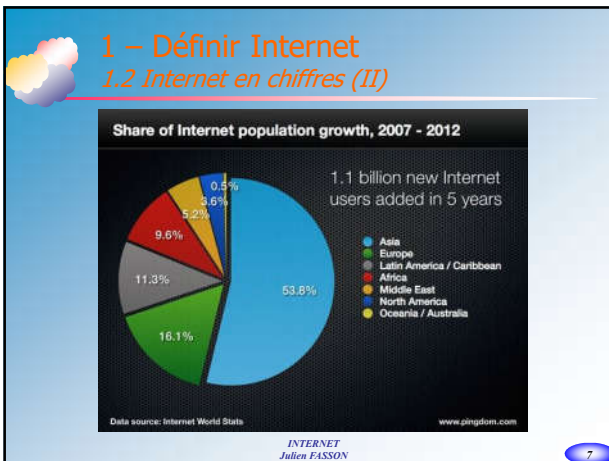 1 – Définir Internet
1.2 Internet en chiffres (II)
Share of Internet population growth, 2007 - 2012
1.1 billion new Internet
users added in 5 years
0.5%
3.6%
5.2%
9.6%
11.3%
53.8%
16.1%
Asia
Europe
Latin America / Caribbean
Africa
Middle East
North America
Oceania / Australia
Data source: Internet World Stats
www.pingdom.com
INTERNET
Julien FASSON
7